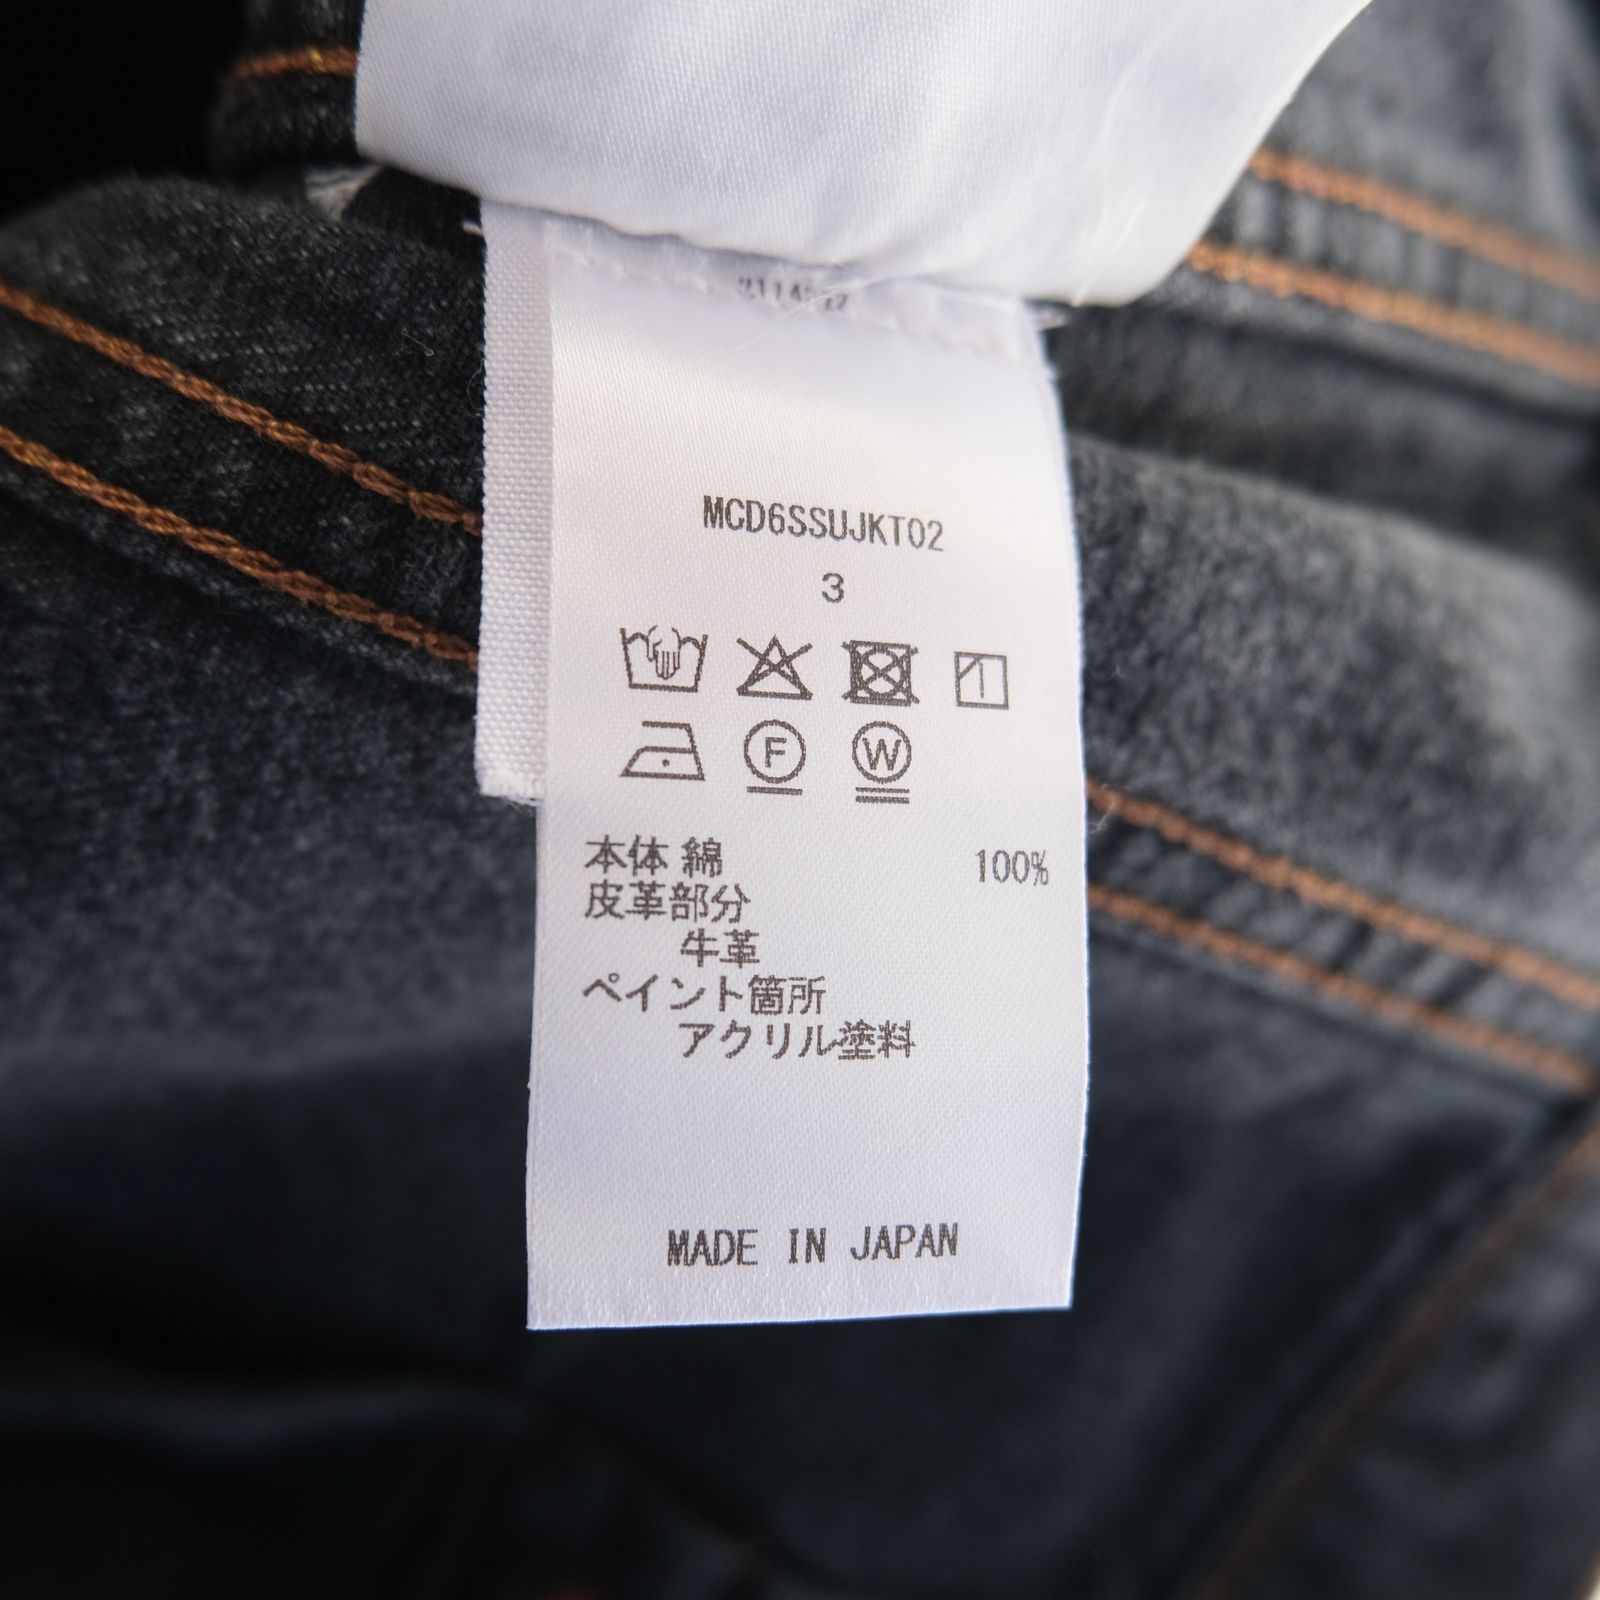 MCD6SSUJKT02
3
F W
本体 綿 100%
皮革部分
牛革
ペイント箇所
アクリル塗料
MADE IN JAPAN